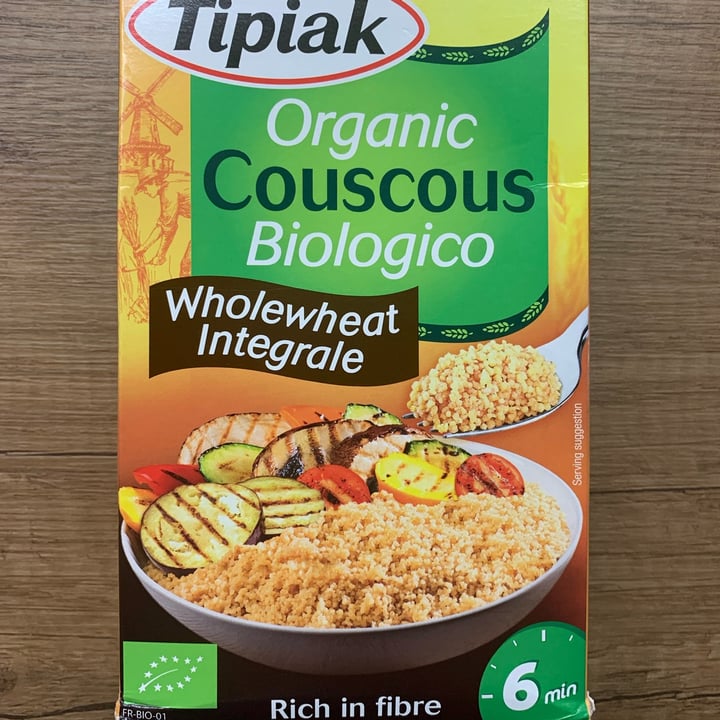 Tipiak
Organic
Couscous
Biologico
Wholewheat
Integrale
Serving suggestion
FR-BIO-01
Rich in fibre
6 min